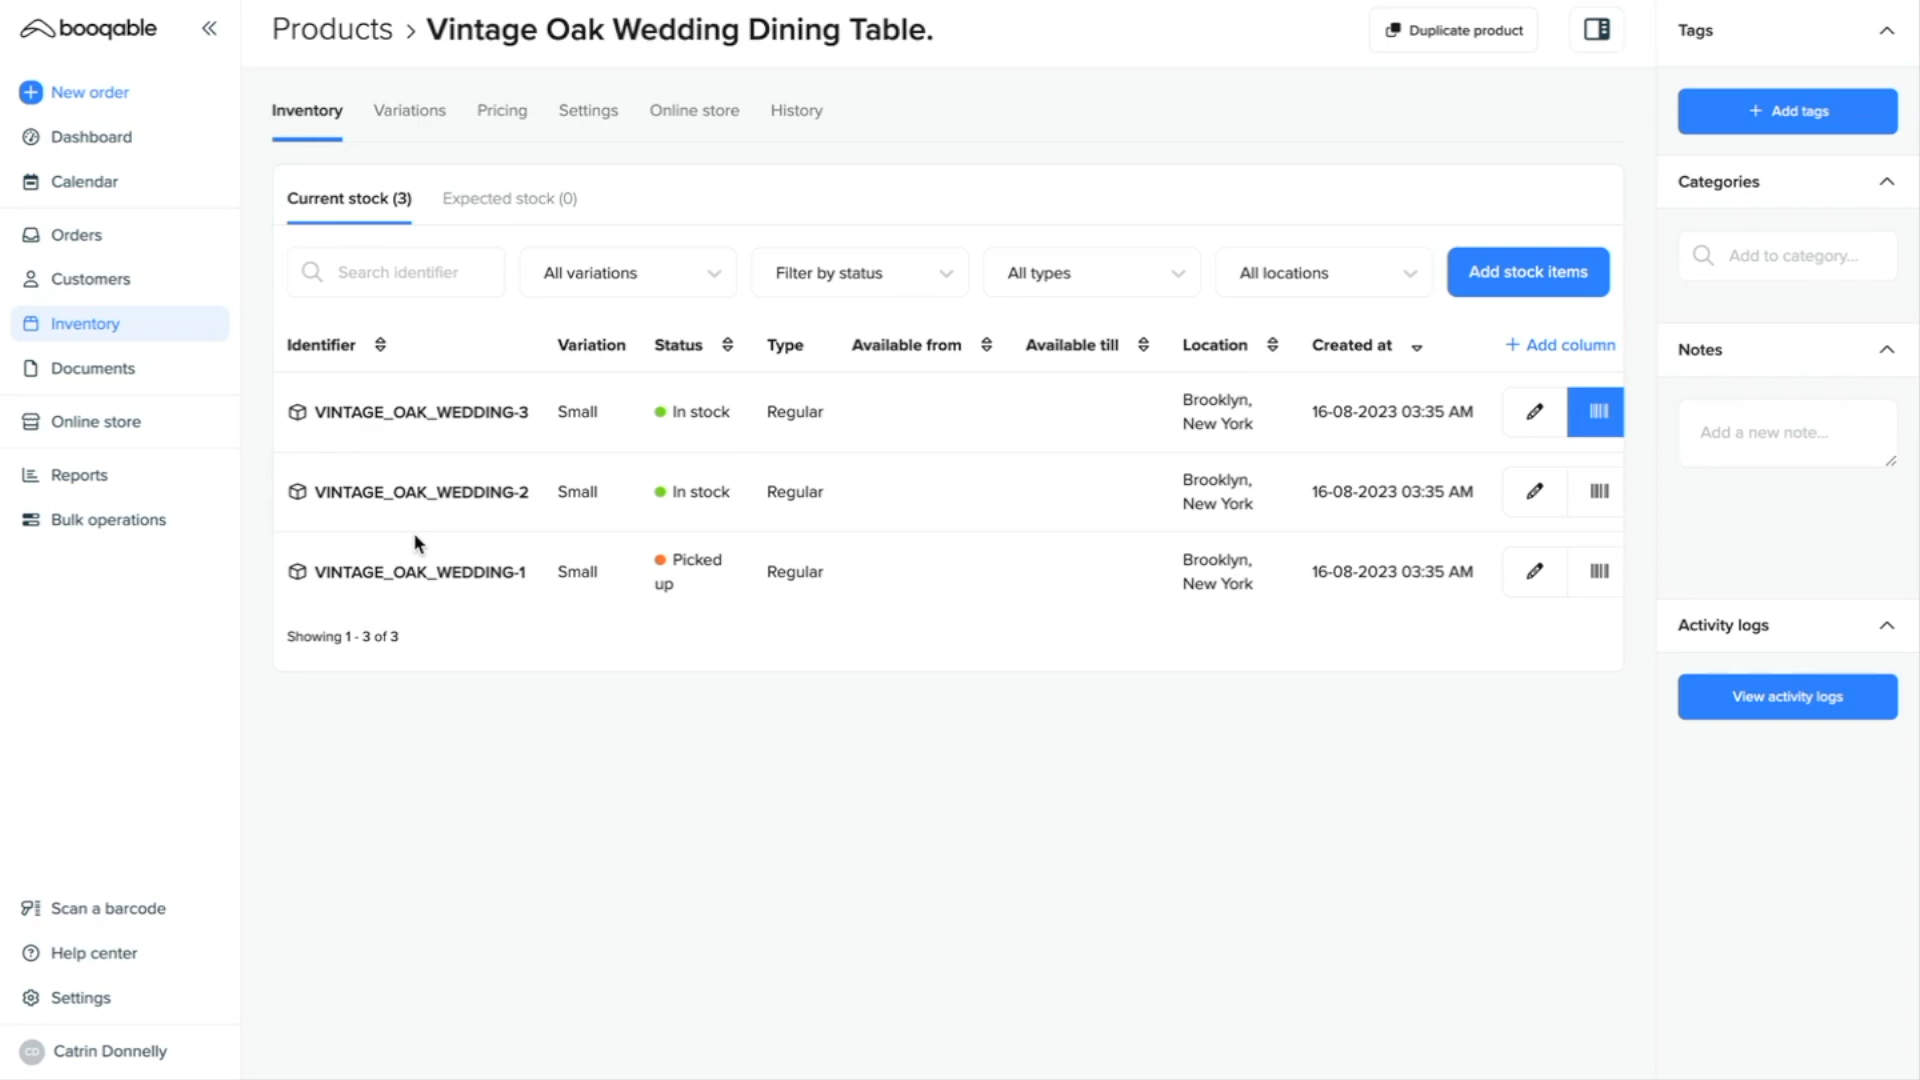 booqable
New order
Dashboard
Calendar
Orders
Customers
Inventory
Documents
Online store
Reports
Bulk operations
Scan a barcode
Help center
Settings
CD Catrin Donnelly
Products › Vintage Oak Wedding Dining Table.
Duplicate product
Inventory Variations Pricing Settings Online store History
Current stock (3) Expected stock (0)
Search identifier All variations Filter by status All types All locations Add stock items
Identifier Variation Status Type Available from Available till Location Created at + Add column
VINTAGE_OAK_WEDDING-3 Small In stock Regular Brooklyn, 16-08-2023 03:35 AM
New York
VINTAGE_OAK_WEDDING-2 Small In stock Regular Brooklyn, 16-08-2023 03:35 AM
New York
VINTAGE_OAK_WEDDING-1 Small Picked Regular Brooklyn, 16-08-2023 03:35 AM
up New York
Showing 1 - 3 of 3
Tags
+ Add tags
Categories
Add to category...
Notes
Add a new note...
Activity logs
View activity logs